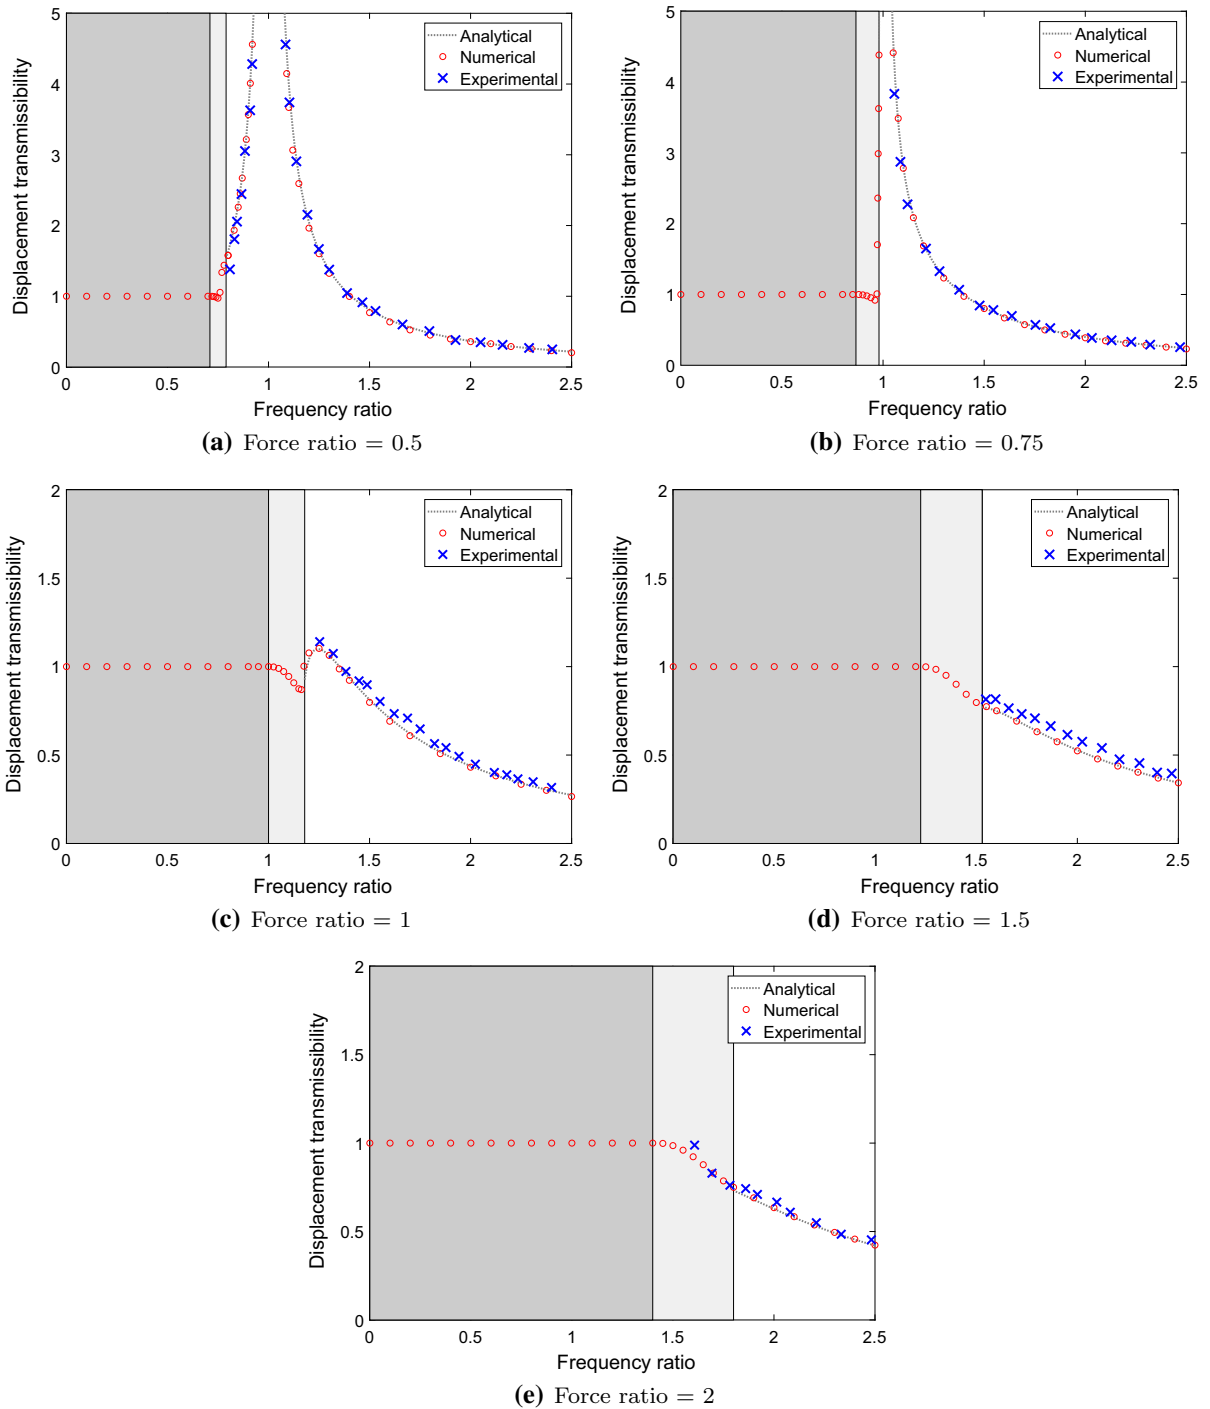 5
4
3
2
1
0
Displacement transmissibility
Analytical
Numerical
Experimental
0 0.5 1 1.5 2 2.5
Frequency ratio
(a) Force ratio = 0.5
5
4
3
2
1
0
Displacement transmissibility
Analytical
Numerical
Experimental
0 0.5 1 1.5 2 2.5
Frequency ratio
(b) Force ratio = 0.75
2
1.5
1
0.5
0
Displacement transmissibility
Analytical
Numerical
Experimental
0 0.5 1 1.5 2 2.5
Frequency ratio
(c) Force ratio = 1
2
1.5
1
0.5
0
Displacement transmissibility
Analytical
Numerical
Experimental
0 0.5 1 1.5 2 2.5
Frequency ratio
(d) Force ratio = 1.5
2
1.5
1
0.5
0
Displacement transmissibility
Analytical
Numerical
Experimental
0 0.5 1 1.5 2 2.5
Frequency ratio
(e) Force ratio = 2